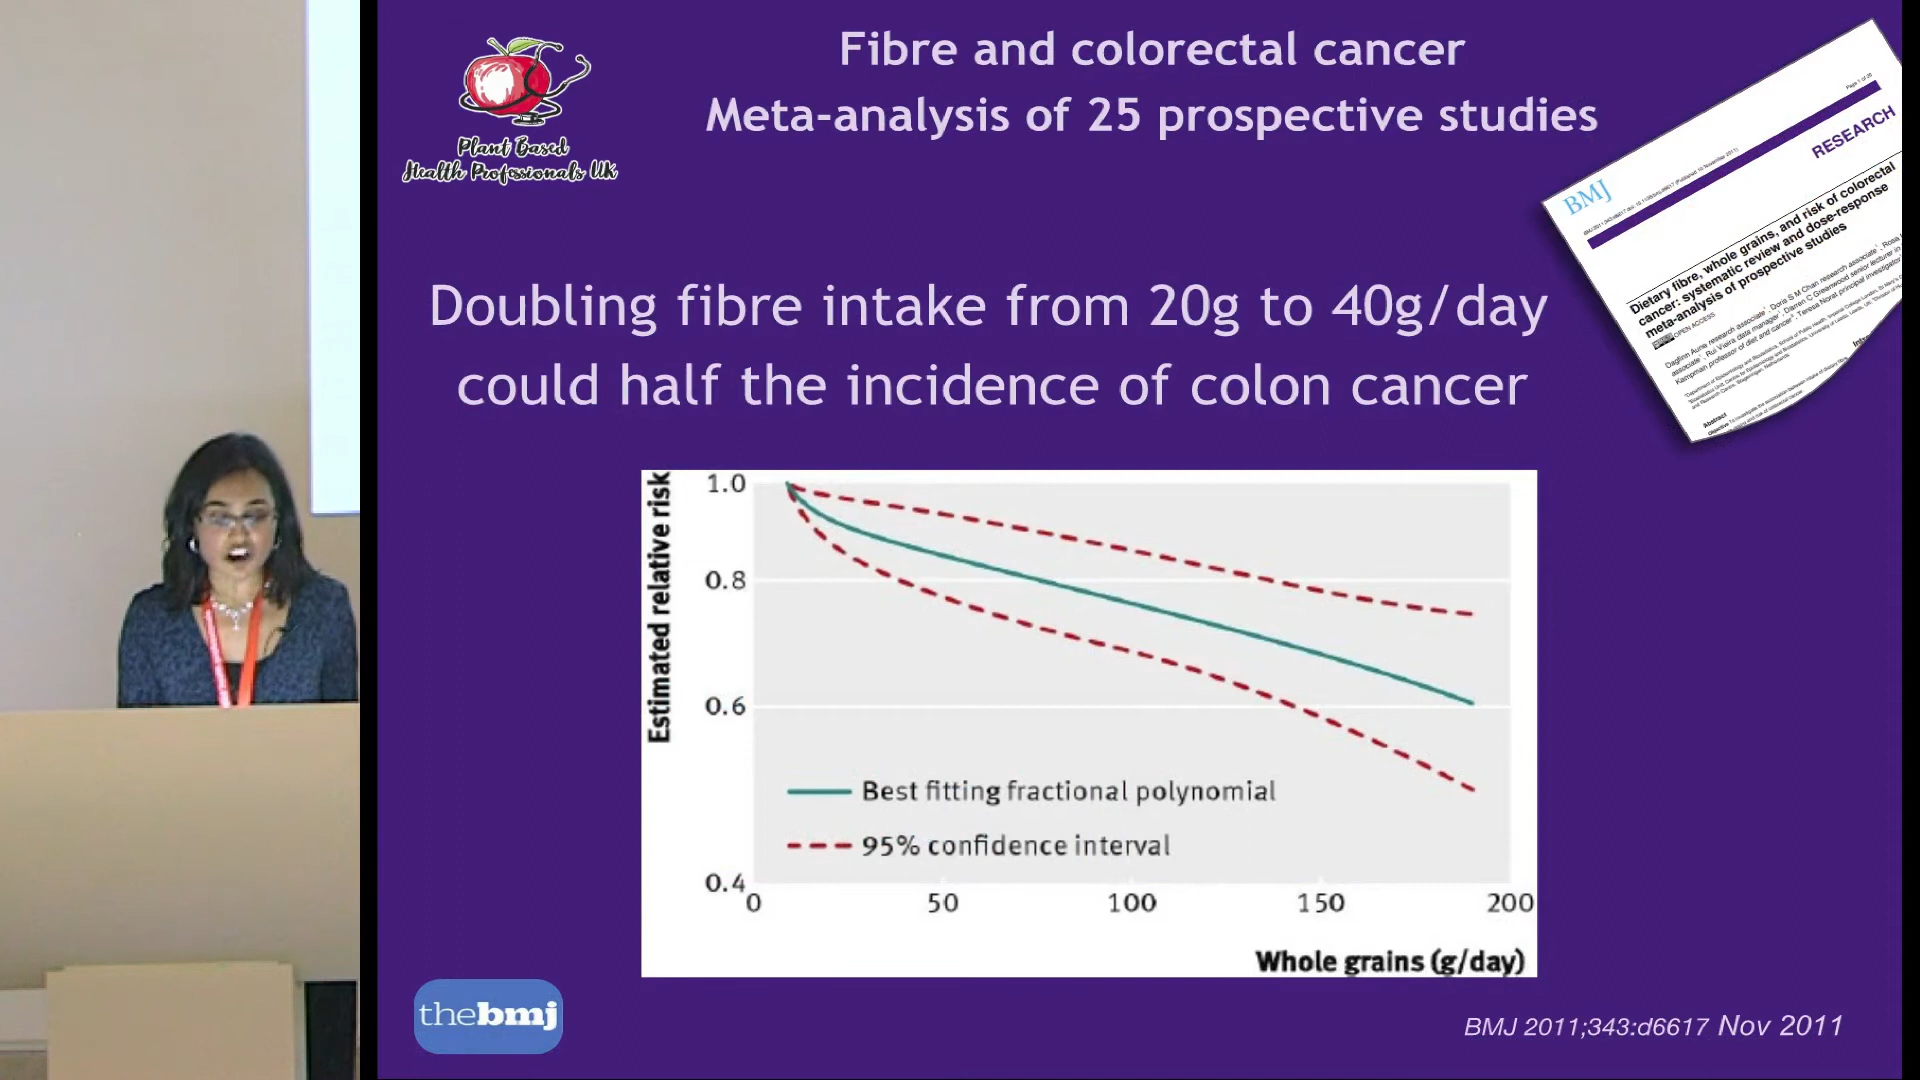 Plant Based
Health Professionals UK
Fibre and colorectal cancer
Meta-analysis of 25 prospective studies
BMJ
RESEARCH
Dietary fibre, whole grains, and risk of colorectal
cancer: systematic review and dose-response
meta-analysis of prospective studies
OPEN ACCESS
Abstract
Doubling fibre intake from 20g to 40g/day
could half the incidence of colon cancer
Estimated relative risk
1.0
0.8
0.6
0.4
Best fitting fractional polynomial
95% confidence interval
0 50 100 150 200
Whole grains (g/day)
thebmj
BMJ 2011;343:d6617 Nov 2011